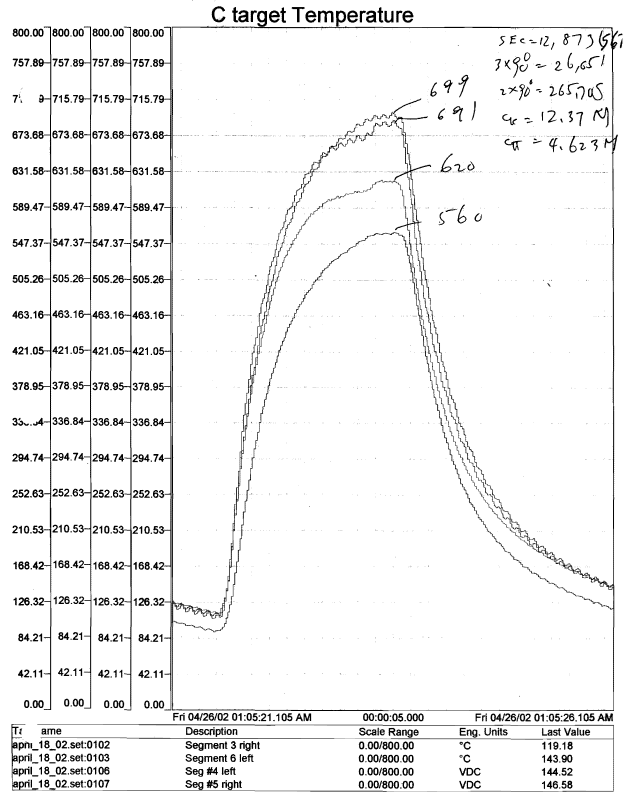 C target Temperature
800.00 800.00 800.00 800.00
757.89 757.89 757.89 757.89
715.79 715.79 715.79
673.68 673.68 673.68 673.68
631.58 631.58 631.58 631.58
589.47 589.47 589.47 589.47
547.37 547.37 547.37 547.37
505.26 505.26 505.26 505.26
463.16 463.16 463.16 463.16
421.05 421.05 421.05 421.05
378.95 378.95 378.95 378.95
336.84 336.84 336.84
294.74 294.74 294.74 294.74
252.63 252.63 252.63 252.63
210.53 210.53 210.53 210.53
168.42 168.42 168.42 168.42
126.32 126.32 126.32 126.32
84.21 84.21 84.21 84.21
42.11 42.11 42.11 42.11
0.00 0.00 0.00 0.00
3×90° = 26,651
= 12.37 M
= 4.623 M
699
691
620
560
Fri 04/26/02 01:05:21.105 AM 00:00:05.000 Fri 04/26/02 01:05:26.105 AM
Description Scale Range Eng. Units Last Value
april_18_02.set:0102 Segment 3 right 0.00/800.00 °C 119.18
april_18_02.set:0103 Segment 6 left 0.00/800.00 °C 143.90
april_18_02.set:0106 Seg #4 left 0.00/800.00 VDC 144.52
april_18_02.set:0107 Seg #5 right 0.00/800.00 VDC 146.58